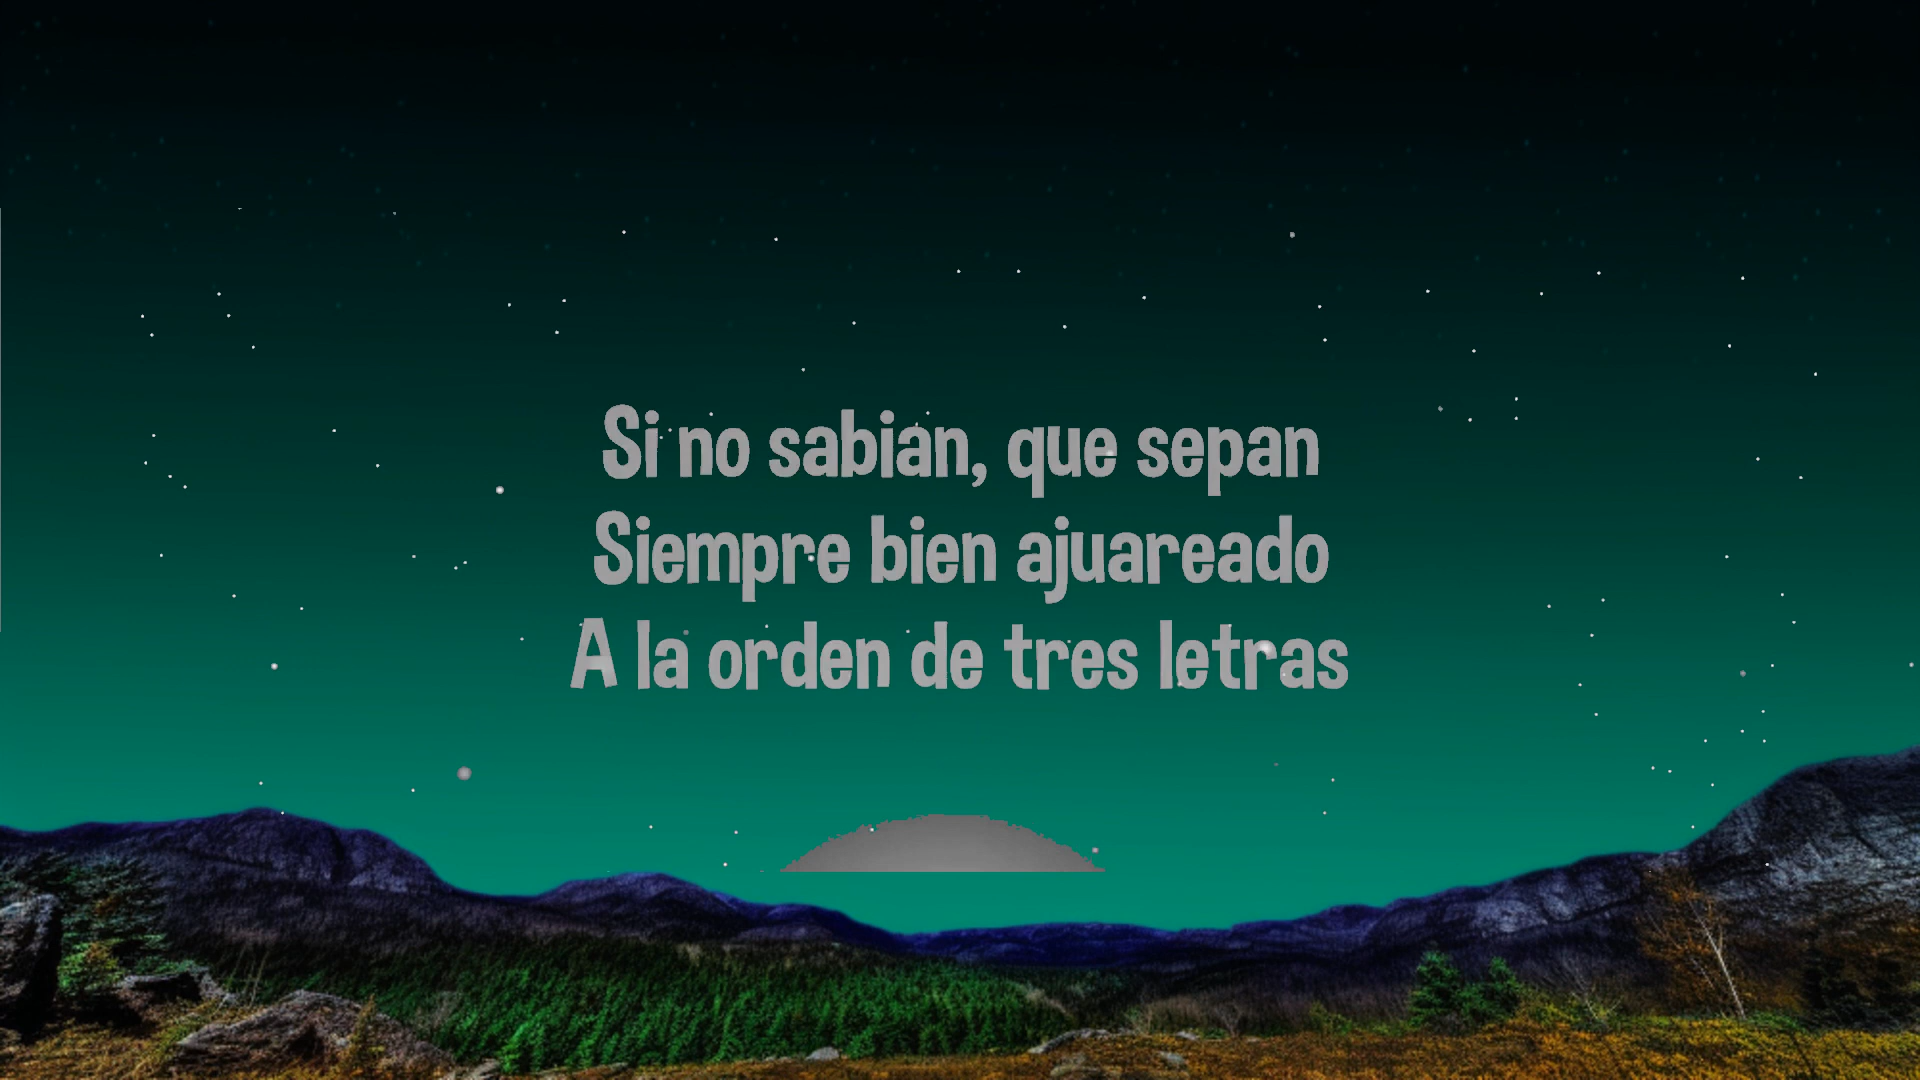 Si no sabian, que sepan
Siempre bien ajuareado
A la orden de tres letras